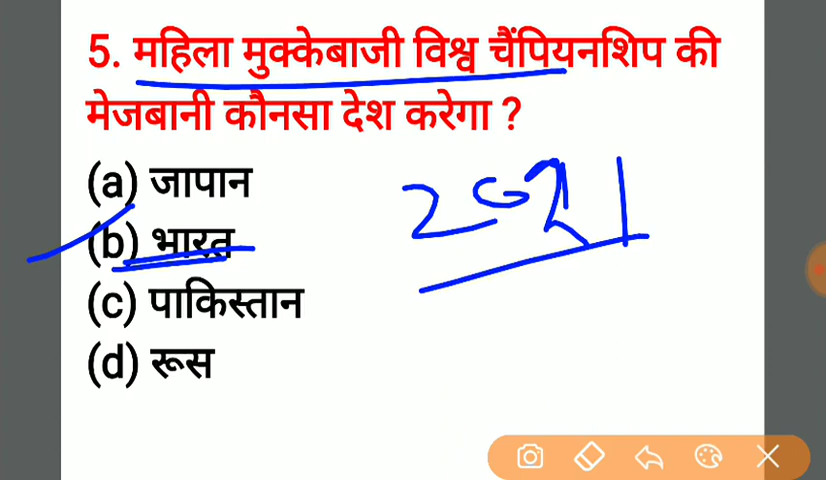 5. महिला मुक्केबाजी विश्व चैंपियनशिप की
मेजबानी कौनसा देश करेगा ?
(a) जापान
(b) भारत
(c) पाकिस्तान
(d) रूस
2021